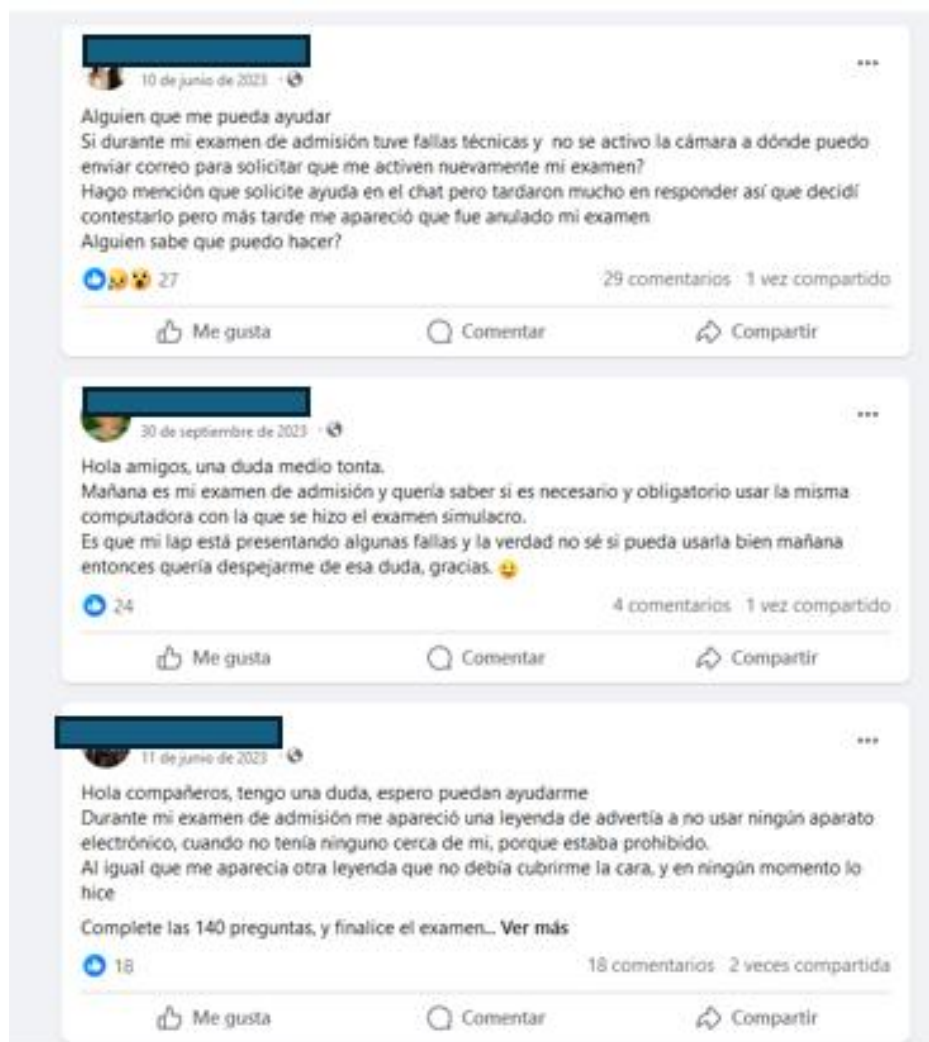 10 de junio de 2023
Alguien que me pueda ayudar
Si durante mi examen de admisión tuve fallas técnicas y no se activo la cámara a dónde puedo
enviar correo para solicitar que me activen nuevamente mi examen?
Hago mención que solicite ayuda en el chat pero tardaron mucho en responder así que decidí
contestarlo pero más tarde me apareció que fue anulado mi examen
Alguien sabe que puedo hacer?
27 29 comentarios 1 vez compartido
Me gusta Comentar Compartir
30 de septiembre de 2023
Hola amigos, una duda medio tonta.
Mañana es mi examen de admisión y quería saber si es necesario y obligatorio usar la misma
computadora con la que se hizo el examen simulacro.
Es que mi lap está presentando algunas fallas y la verdad no sé si pueda usarla bien mañana
entonces quería despejarme de esa duda, gracias.
24 4 comentarios 1 vez compartido
Me gusta Comentar Compartir
11 de junio de 2023
Hola compañeros, tengo una duda, espero puedan ayudarme
Durante mi examen de admisión me apareció una leyenda de advertía a no usar ningún aparato
electrónico, cuando no tenía ninguno cerca de mi, porque estaba prohibido.
Al igual que me aparecia otra leyenda que no debía cubrirme la cara, y en ningún momento lo
hice
Complete las 140 preguntas, y finalice el examen... Ver más
18 18 comentarios 2 veces compartida
Me gusta Comentar Compartir